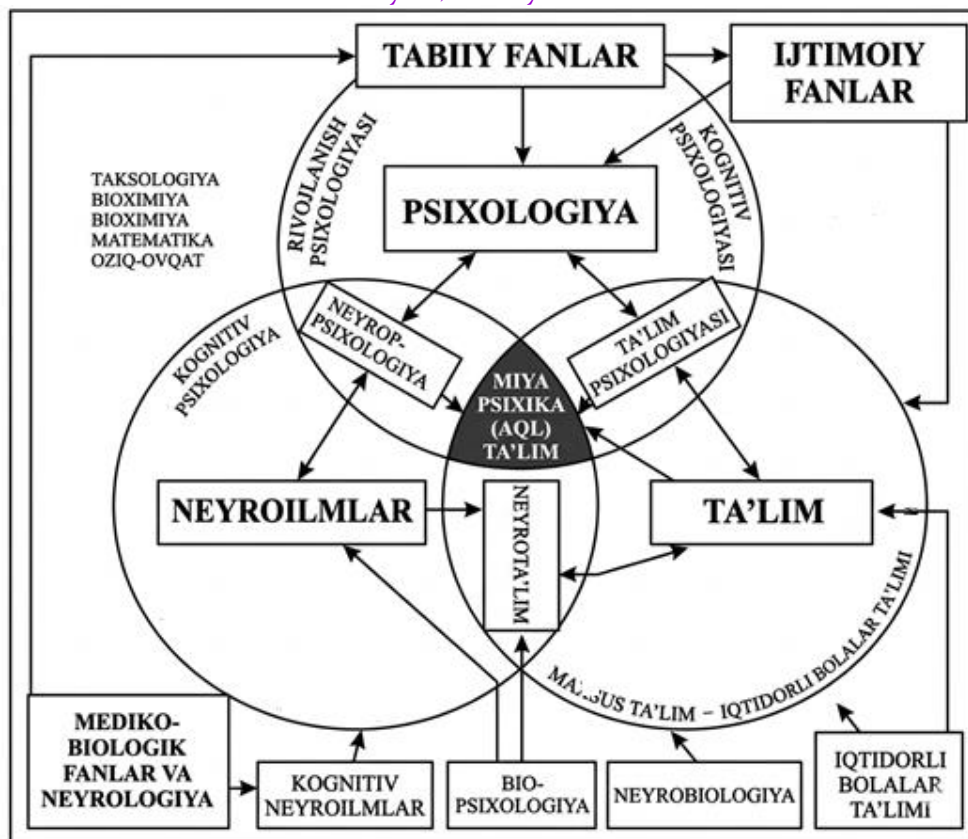 TABIIY FANLAR
IJTIMOIY
FANLAR
RIVOJLANISH
PSIXOLOGIYASI
KOGNITIV
PSIXOLOGIYASI
TAKSOLOGIYA
BIOXIMIYA
BIOXIMIYA
MATEMATIKA
OZIQ-OVQAT
PSIXOLOGIYA
KOGNITIV
PSIXOLOGIYA
NEYROP-
PSIXOLOGIYA
TA’LIM
PSIXOLOGIYASI
MIYA
PSIXIKA
(AQL)
TA’LIM
NEYROILMLAR
NEYROTA’LIM
TA’LIM
TA’LIM – IQTIDORLI BOLALAR TA’LIMI
MEDIKO-
BIOLOGIK
FANLAR VA
NEYROLOGIYA
KOGNITIV
NEYROILMLAR
BIO-
PSIXOLOGIYA
NEYROBIOLOGIYA
IQTIDORLI
BOLALAR
TA’LIMI